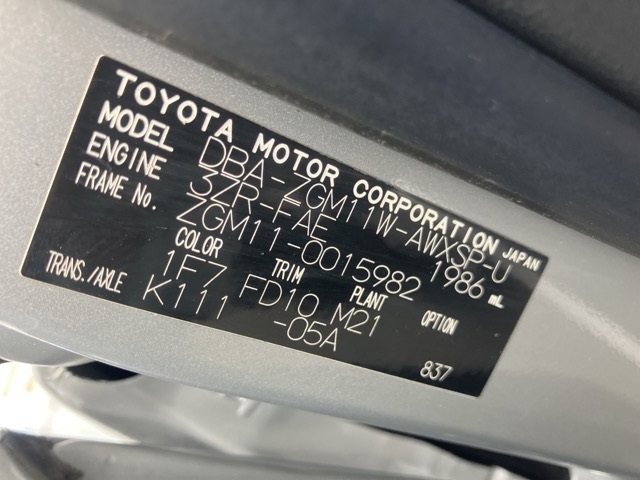 TOYOTA MOTOR CORPORATION JAPAN
MODEL DBA-ZGM11W-AWXSP-U
ENGINE 3ZR-FAE 1986 mL
FRAME No. ZGM11-0015982
COLOR TRIM PLANT OPTION
1F7 FD10 M21
TRANS./AXLE K111 -05A
837